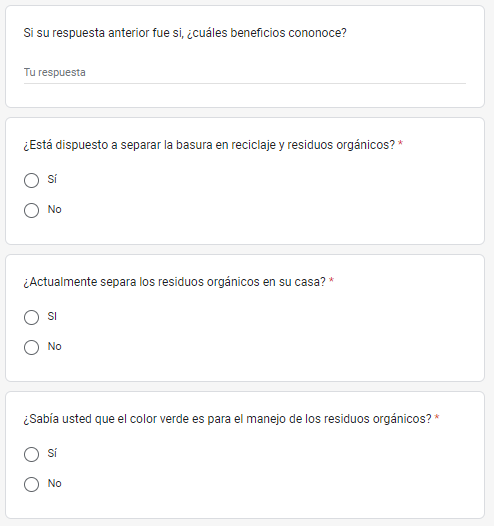 Si su respuesta anterior fue si, ¿cuáles beneficios cononoce?
Tu respuesta
¿Está dispuesto a separar la basura en reciclaje y residuos orgánicos? *
Sí
No
¿Actualmente separa los residuos orgánicos en su casa? *
SI
No
¿Sabía usted que el color verde es para el manejo de los residuos orgánicos? *
Sí
No